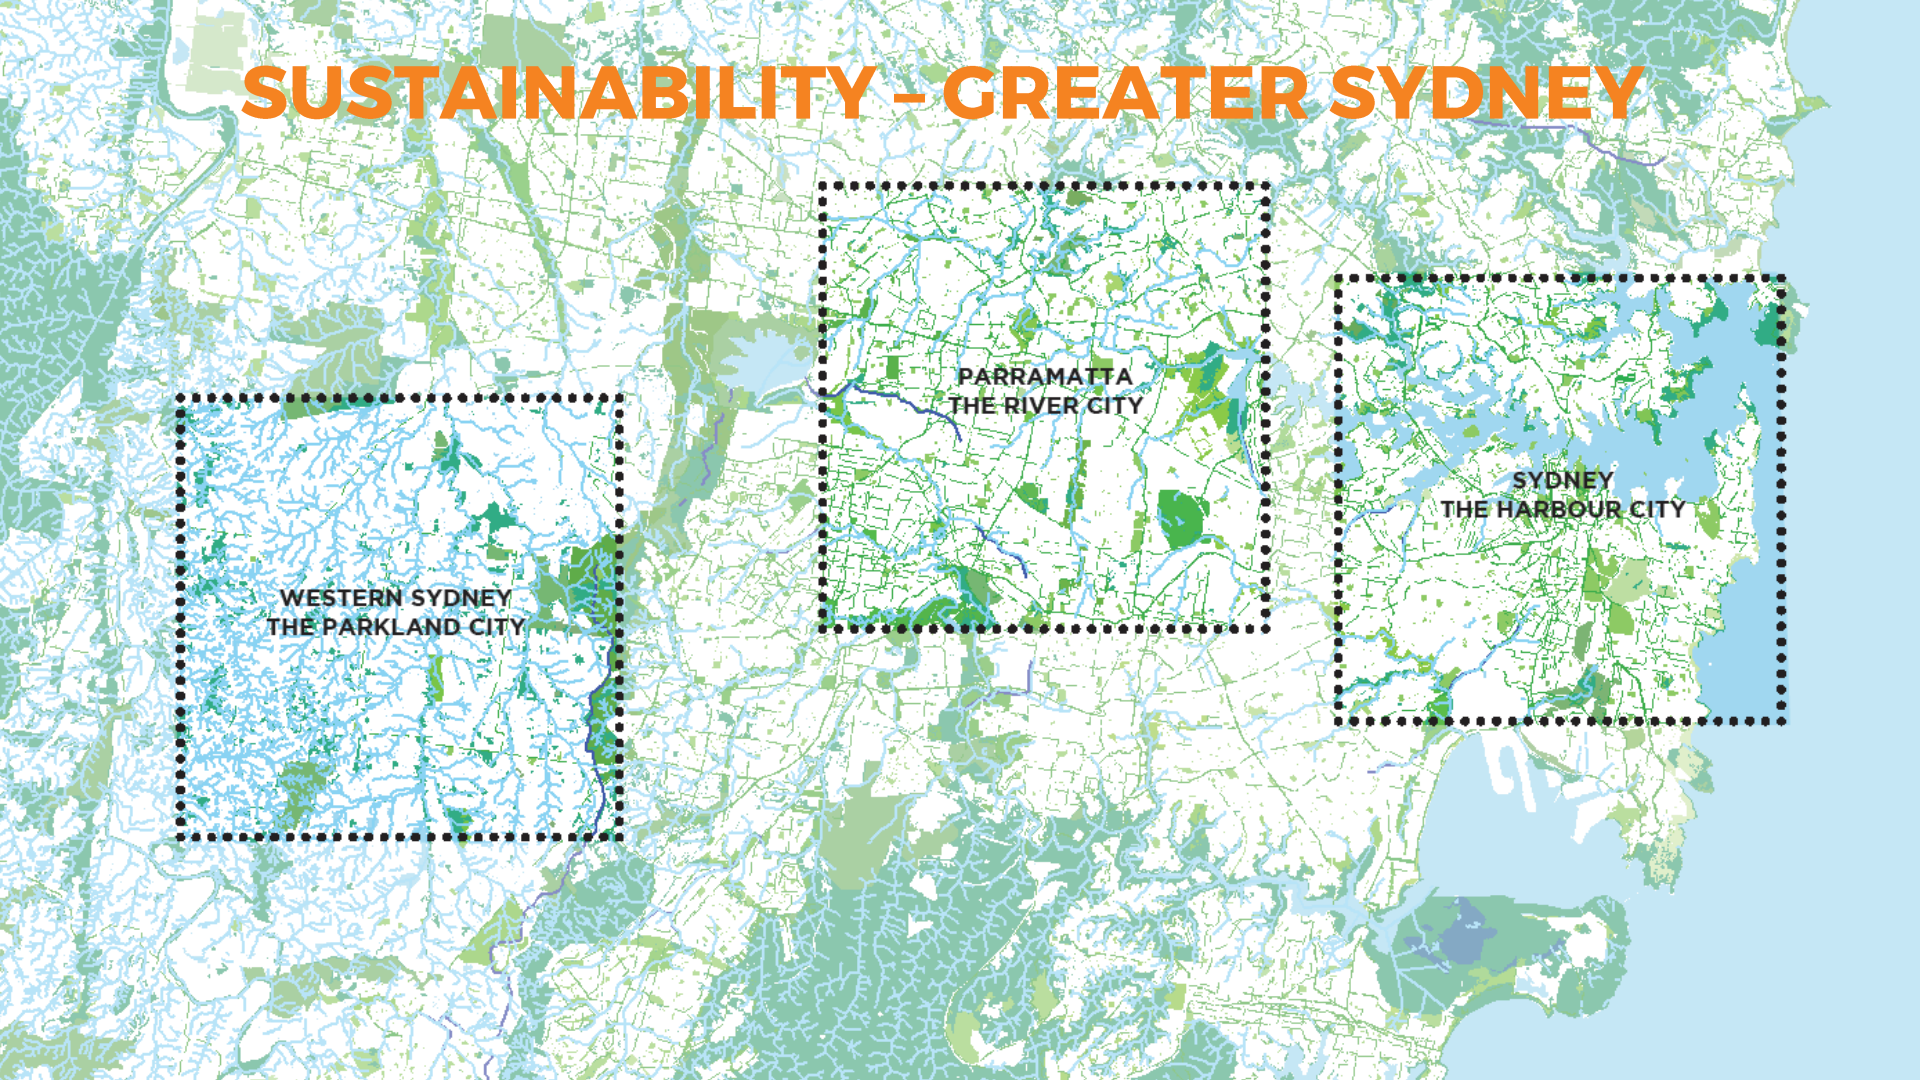 SUSTAINABILITY – GREATER SYDNEY
PARRAMATTA
THE RIVER CITY
SYDNEY
THE HARBOUR CITY
WESTERN SYDNEY
THE PARKLAND CITY